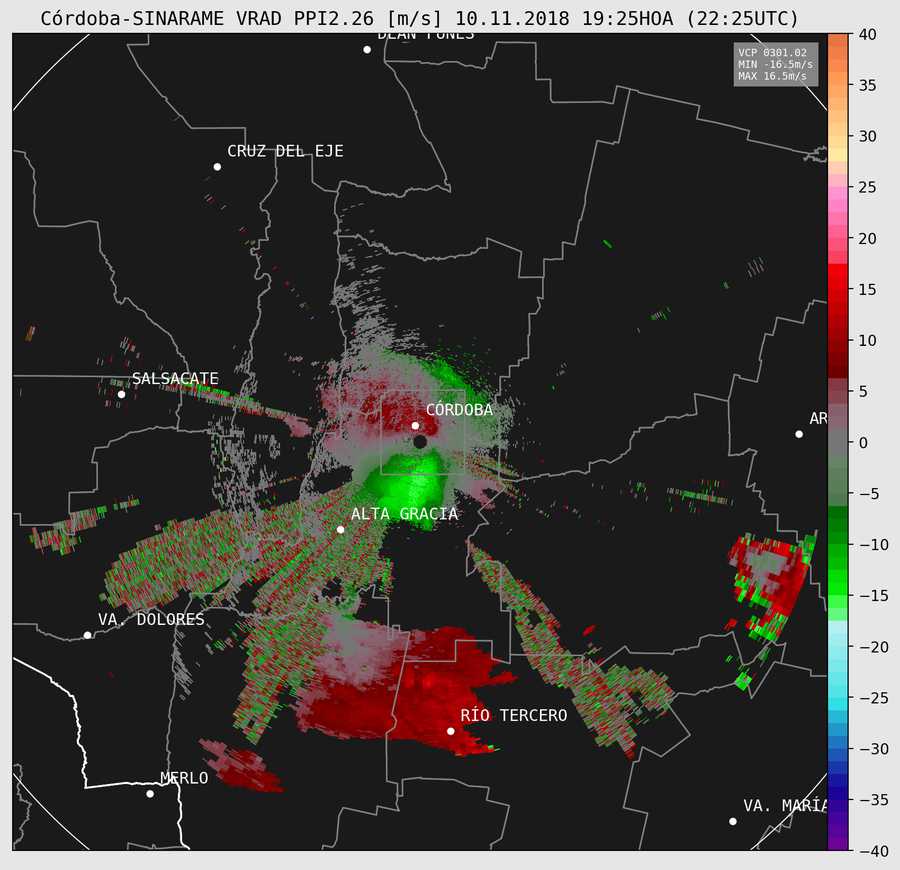 Córdoba-SINARAME VRAD PPI2.26 [m/s] 10.11.2018 19:25HOA (22:25UTC)
DEAN FUNES
VCP 0301.02
MIN -16.5m/s
MAX 16.5m/s
CRUZ DEL EJE
SALSACATE
CÓRDOBA
AR
ALTA GRACIA
VA. DOLORES
RÍO TERCERO
MERLO
VA. MARÍA
40
35
30
25
20
15
10
5
0
−5
−10
−15
−20
−25
−30
−35
−40